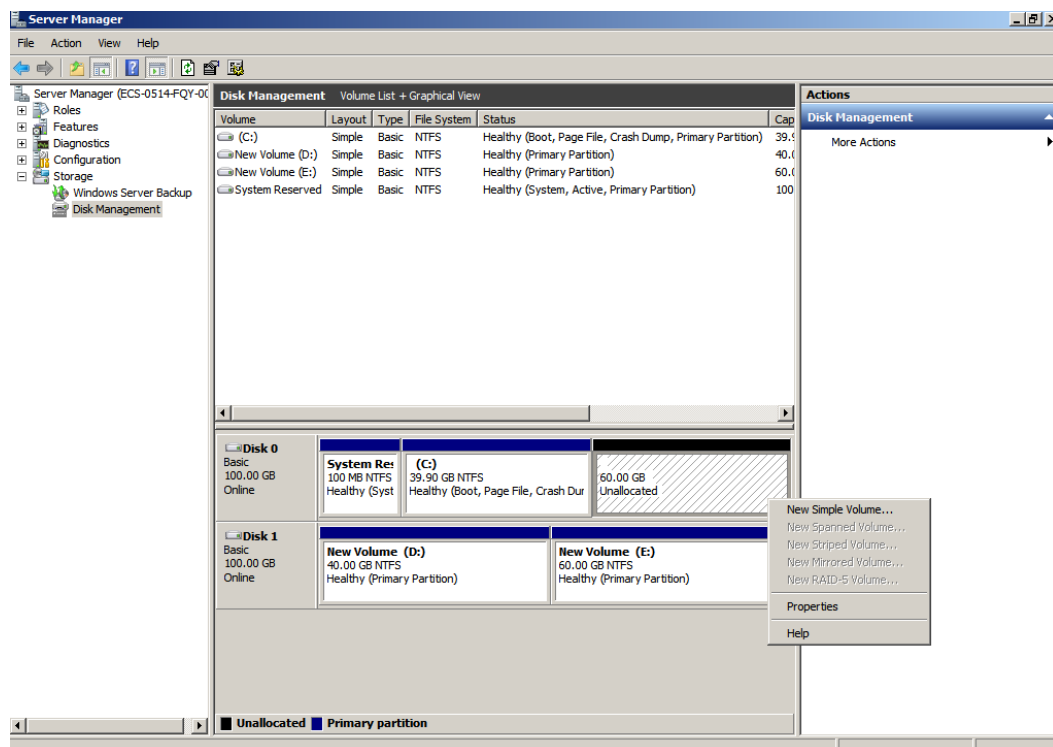 Server Manager
File Action View Help
Server Manager (ECS-0514-FQY-00
Roles
Features
Diagnostics
Configuration
Storage
Windows Server Backup
Disk Management
Disk Management Volume List + Graphical View
Volume Layout Type File System Status Cap
(C:) Simple Basic NTFS Healthy (Boot, Page File, Crash Dump, Primary Partition) 39.9
New Volume (D:) Simple Basic NTFS Healthy (Primary Partition) 40.0
New Volume (E:) Simple Basic NTFS Healthy (Primary Partition) 60.0
System Reserved Simple Basic NTFS Healthy (System, Active, Primary Partition) 100
Disk 0
Basic
100.00 GB
Online
System Res
100 MB NTFS
Healthy (Syst
(C:)
39.90 GB NTFS
Healthy (Boot, Page File, Crash Dur
60.00 GB
Unallocated
Disk 1
Basic
100.00 GB
Online
New Volume (D:)
40.00 GB NTFS
Healthy (Primary Partition)
New Volume (E:)
60.00 GB NTFS
Healthy (Primary Partition)
Unallocated Primary partition
Actions
Disk Management
More Actions
New Simple Volume...
New Spanned Volume...
New Striped Volume...
New Mirrored Volume...
New RAID-5 Volume...
Properties
Help